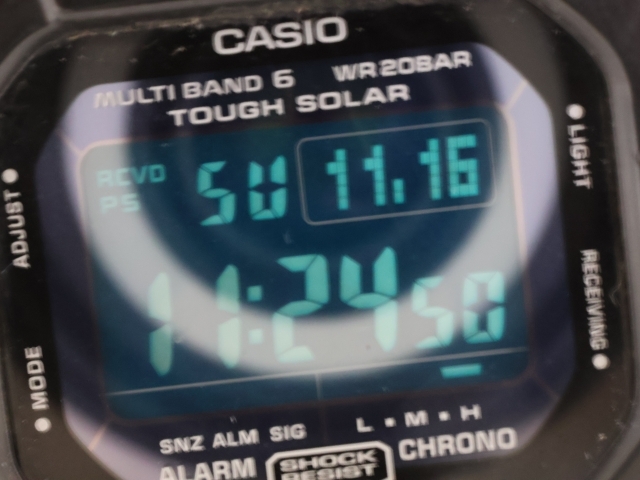 CASIO
MULTI BAND 6 WR20BAR
TOUGH SOLAR
RCVD
PS
SU 11.16
11:24 50
ADJUST
MODE
LIGHT
RECEIVING
SNZ ALM SIG L M H
ALARM SHOCK RESIST CHRONO